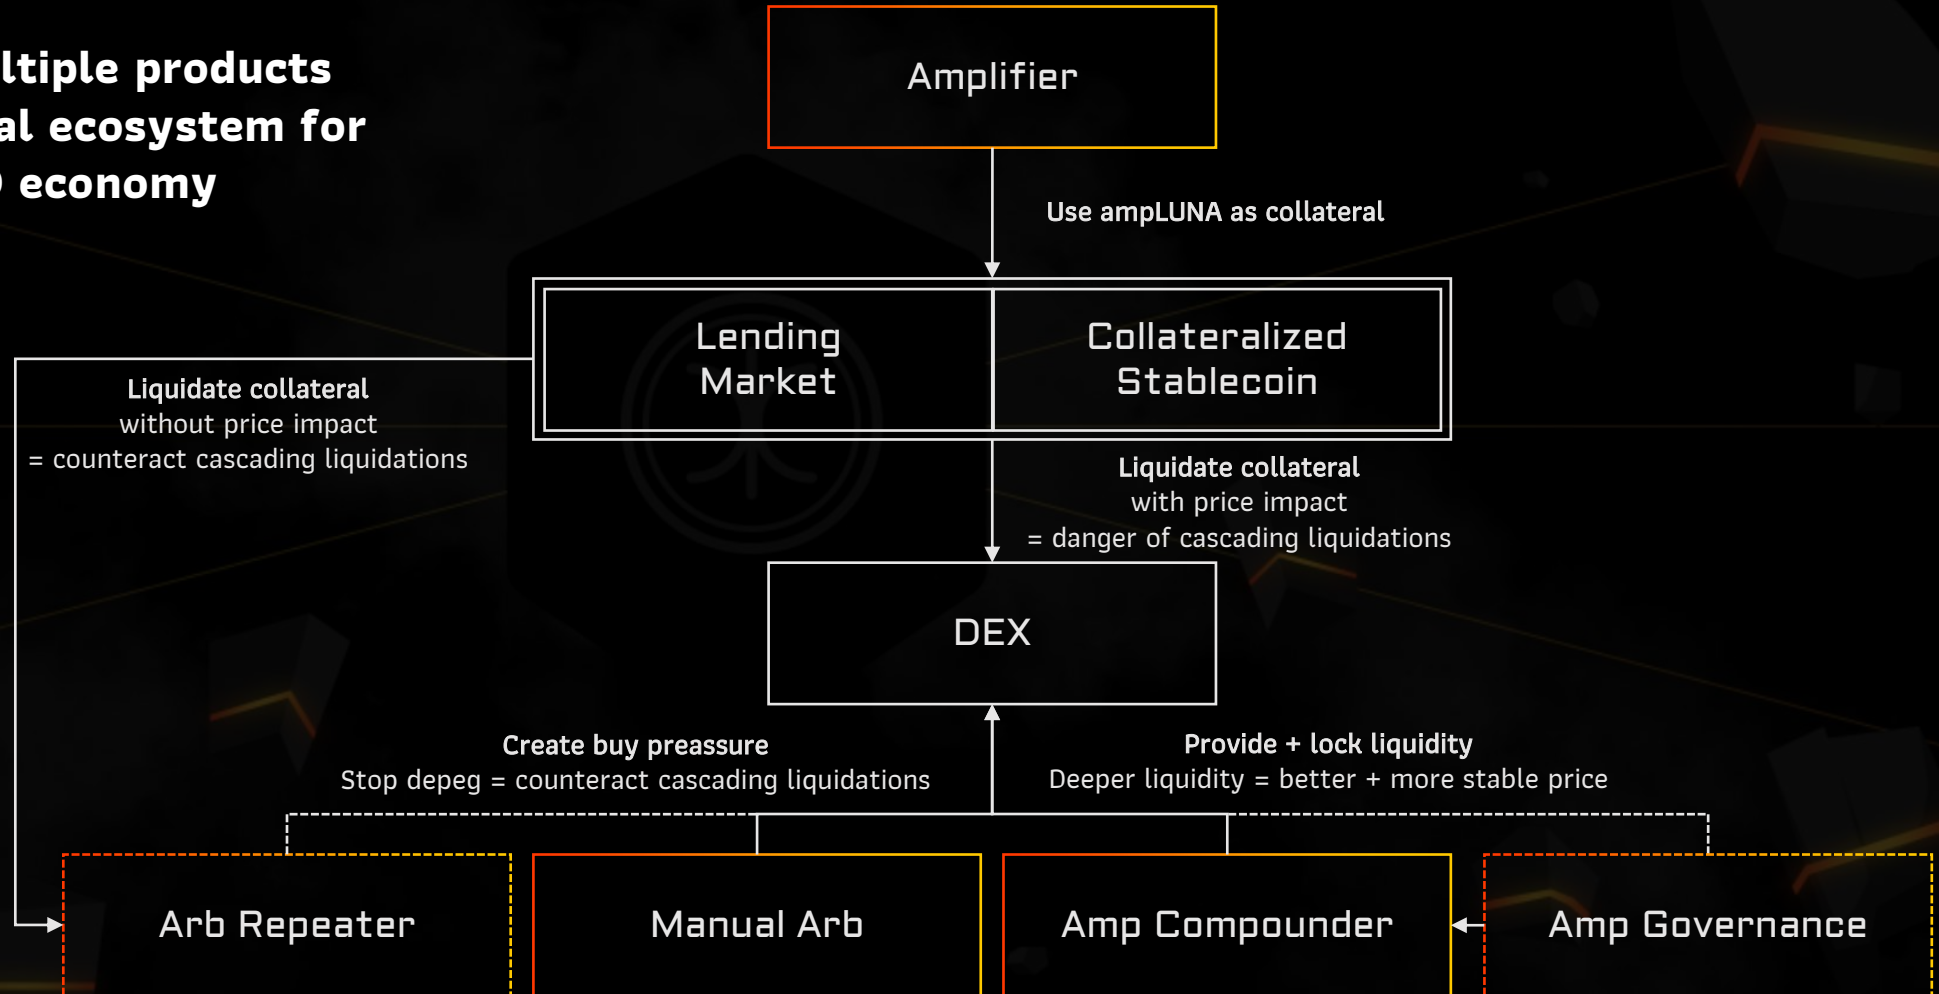 ltiple products
al ecosystem for
economy
Amplifier
Use ampLUNA as collateral
Lending
Market
Collateralized
Stablecoin
Liquidate collateral
without price impact
= counteract cascading liquidations
Liquidate collateral
with price impact
= danger of cascading liquidations
DEX
Create buy preassure
Stop depeg = counteract cascading liquidations
Provide + lock liquidity
Deeper liquidity = better + more stable price
Arb Repeater
Manual Arb
Amp Compounder
Amp Governance